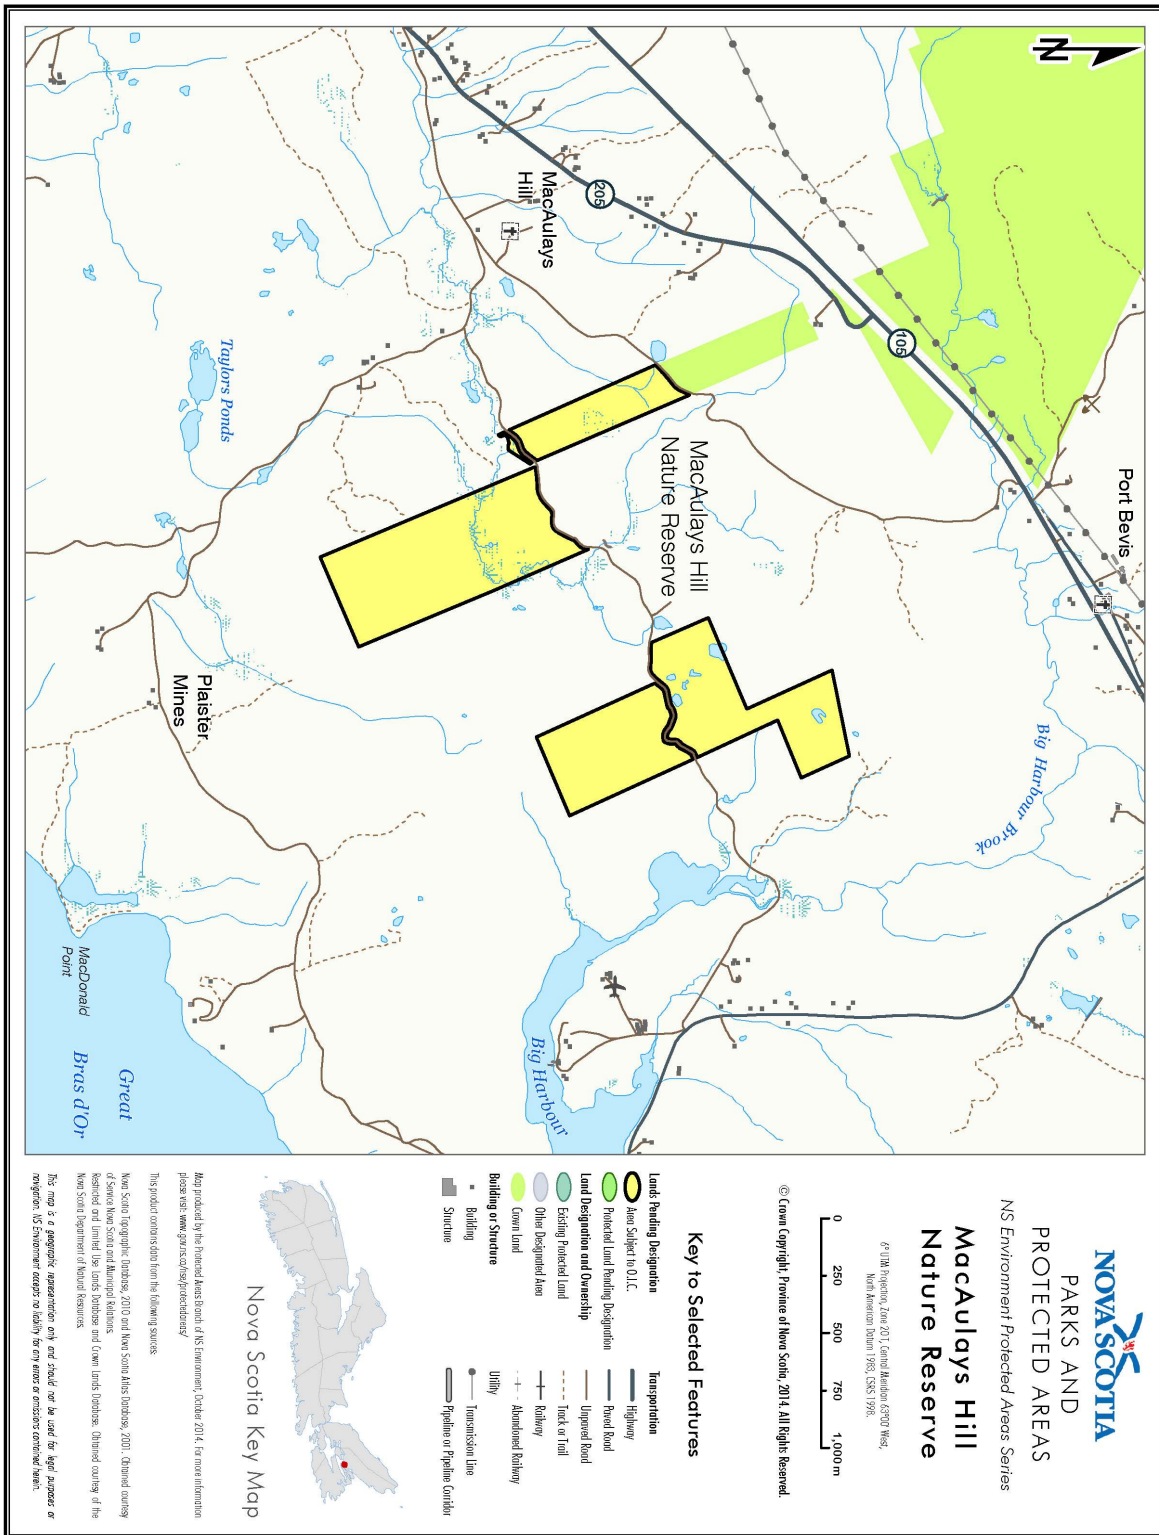 N
Port Bevis
105
205
MacAulays
Hill
MacAulays Hill
Nature Reserve
Big Harbour Brook
Taylors Ponds
Plaister
Mines
MacDonald
Point
Big Harbour
Great
Bras d'Or
NOVA SCOTIA
PARKS AND
PROTECTED AREAS
NS Environment Protected Areas Series
MacAulays Hill
Nature Reserve
6° UTM Projection, Zone 20 T, Central Meridian 63°00' West,
North American Datum 1983, CSRS 1998.
0 250 500 750 1,000 m
© Crown Copyright, Province of Nova Scotia, 2014. All Rights Reserved.
Key to Selected Features
Lands Pending Designation
Area Subject to O.I.C.
Protected Land Pending Designation
Land Designation and Ownership
Existing Protected Land
Other Designated Area
Crown Land
Building or Structure
Building
Structure
Transportation
Highway
Paved Road
Unpaved Road
Track or Trail
Railway
Abandoned Railway
Utility
Transmission Line
Pipeline or Pipeline Corridor
Nova Scotia Key Map
Map produced by the Protected Areas Branch of NS Environment, October 2014. For more information
please visit: www.gov.ns.ca/nse/protectedareas/
This product contains data from the following sources:
Nova Scotia Topographic Database, 2010 and Nova Scotia Atlas Database, 2001. Obtained courtesy
of Service Nova Scotia and Municipal Relations.
Restricted and Limited Use Lands Database and Crown Lands Database. Obtained courtesy of the
Nova Scotia Department of Natural Resources.
This map is a geographic representation only and should not be used for legal purposes or
navigation. NS Environment accepts no liability for any errors or omissions contained herein.